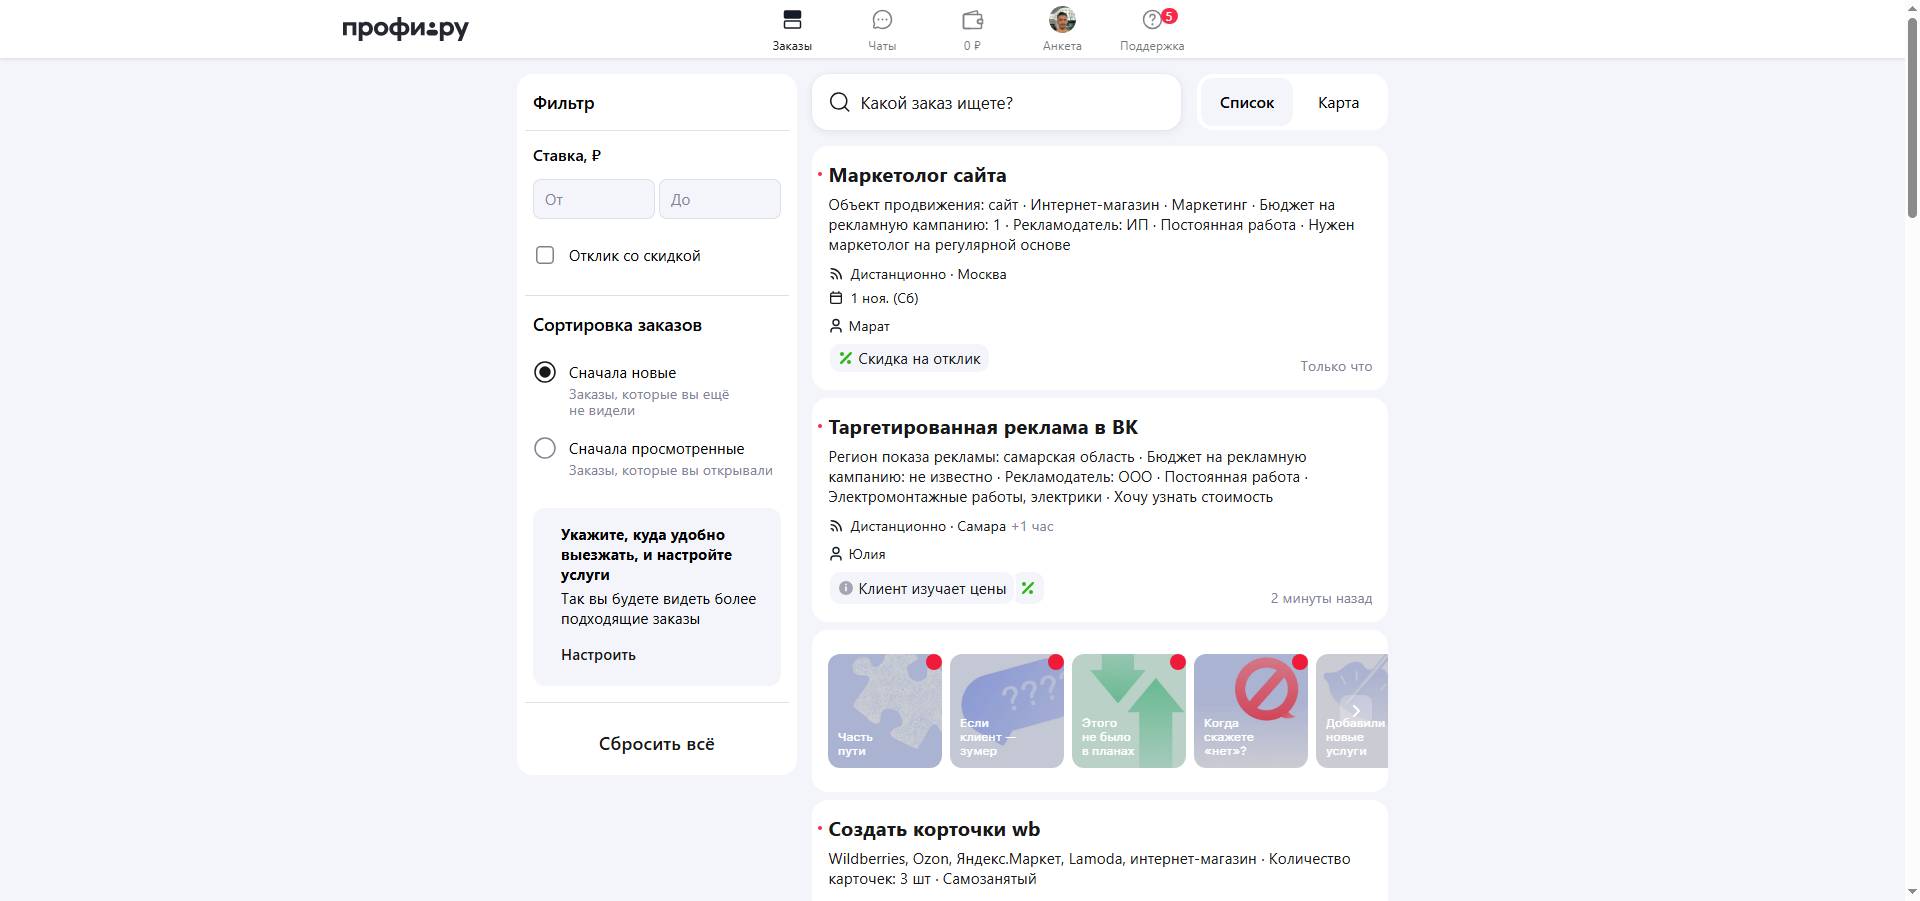 профи.ру
Заказы
Чаты
0 ₽
Анкета
5
Поддержка
Фильтр
Ставка, ₽
От
До
Отклик со скидкой
Сортировка заказов
Сначала новые
Заказы, которые вы ещё
не видели
Сначала просмотренные
Заказы, которые вы открывали
Укажите, куда удобно
выезжать, и настройте
услуги
Так вы будете видеть более
подходящие заказы
Настроить
Сбросить всё
Какой заказ ищете?
Список
Карта
Маркетолог сайта
Объект продвижения: сайт · Интернет-магазин · Маркетинг · Бюджет на
рекламную кампанию: 1 · Рекламодатель: ИП · Постоянная работа · Нужен
маркетолог на регулярной основе
Дистанционно · Москва
1 ноя. (Сб)
Марат
Скидка на отклик
Только что
Таргетированная реклама в ВК
Регион показа рекламы: самарская область · Бюджет на рекламную
кампанию: не известно · Рекламодатель: ООО · Постоянная работа ·
Электромонтажные работы, электрики · Хочу узнать стоимость
Дистанционно · Самара +1 час
Юлия
Клиент изучает цены
2 минуты назад
Часть
пути
????
Если
клиент —
зумер
Этого
не было
в планах
Когда
скажете
«нет»?
Добавили
новые
услуги
Создать корточки wb
Wildberries, Ozon, Яндекс.Маркет, Lamoda, интернет-магазин · Количество
карточек: 3 шт · Самозанятый